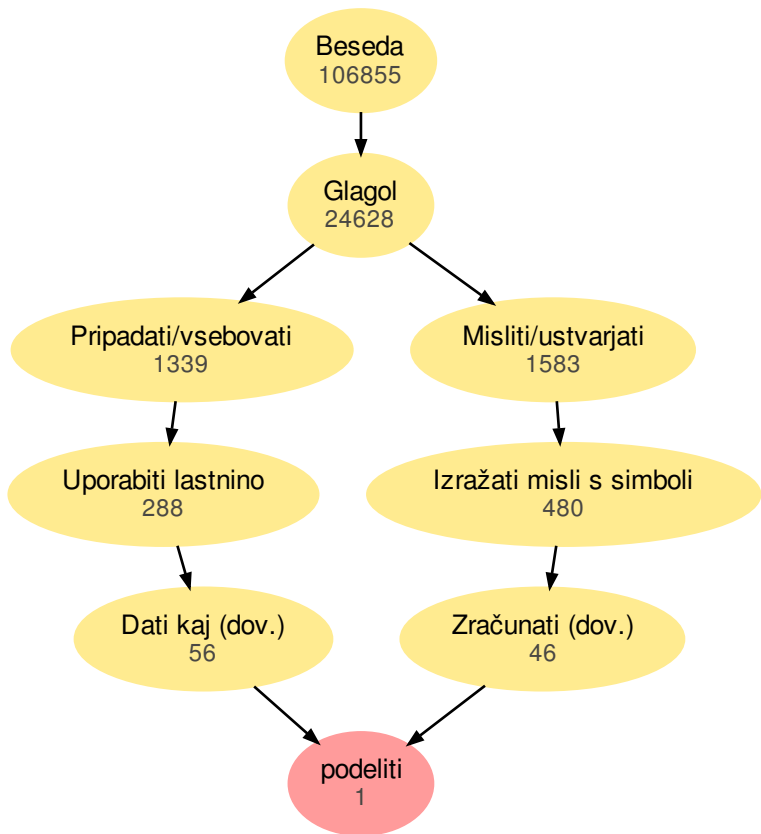 Beseda
106855
Glagol
24628
Pripadati/vsebovati
1339
Misliti/ustvarjati
1583
Uporabiti lastnino
288
Izražati misli s simboli
480
Dati kaj (dov.)
56
Zračunati (dov.)
46
podeliti
1